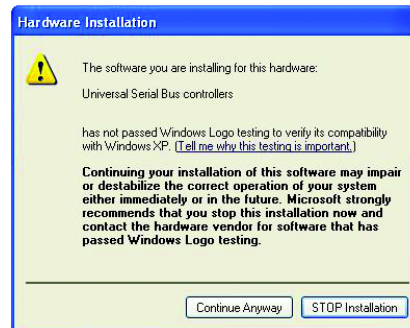 Hardware Installation
The software you are installing for this hardware:
Universal Serial Bus controllers
has not passed Windows Logo testing to verify its compatibility
with Windows XP. (Tell me why this testing is important.)
Continuing your installation of this software may impair
or destabilize the correct operation of your system
either immediately or in the future. Microsoft strongly
recommends that you stop this installation now and
contact the hardware vendor for software that has
passed Windows Logo testing.
Continue Anyway STOP Installation